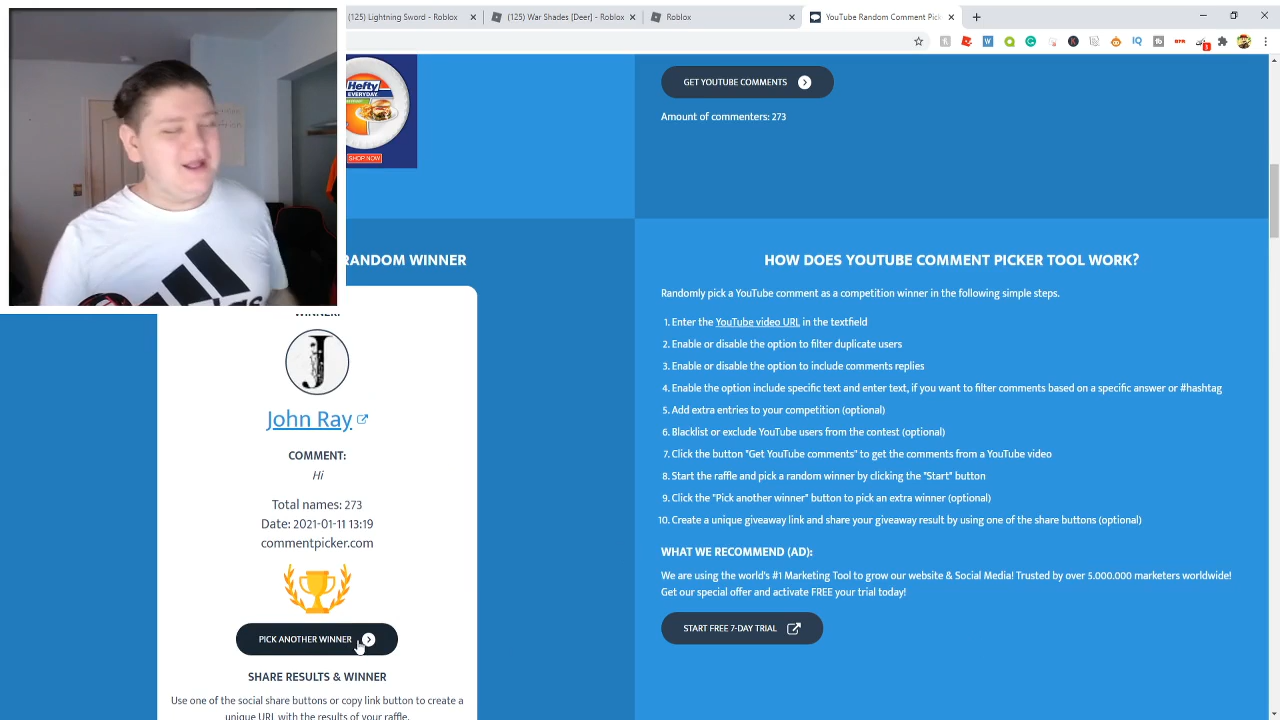 (125) Lightning Sword - Roblox
(125) War Shades [Deer] - Roblox
Roblox
YouTube Random Comment Pick
Hefty
EVERYDAY
SHOP NOW
GET YOUTUBE COMMENTS
Amount of commenters: 273
RANDOM WINNER
WINNER!
J
John Ray
COMMENT:
Hi
Total names: 273
Date: 2021-01-11 13:19
commentpicker.com
PICK ANOTHER WINNER
SHARE RESULTS & WINNER
Use one of the social share buttons or copy link button to create a
unique URL with the results of your raffle.
HOW DOES YOUTUBE COMMENT PICKER TOOL WORK?
Randomly pick a YouTube comment as a competition winner in the following simple steps.
1. Enter the YouTube video URL in the textfield
2. Enable or disable the option to filter duplicate users
3. Enable or disable the option to include comments replies
4. Enable the option include specific text and enter text, if you want to filter comments based on a specific answer or #hashtag
5. Add extra entries to your competition (optional)
6. Blacklist or exclude YouTube users from the contest (optional)
7. Click the button "Get YouTube comments" to get the comments from a YouTube video
8. Start the raffle and pick a random winner by clicking the "Start" button
9. Click the "Pick another winner" button to pick an extra winner (optional)
10. Create a unique giveaway link and share your giveaway result by using one of the share buttons (optional)
WHAT WE RECOMMEND (AD):
We are using the world's #1 Marketing Tool to grow our website & Social Media! Trusted by over 5.000.000 marketers worldwide!
Get our special offer and activate FREE your trial today!
START FREE 7-DAY TRIAL